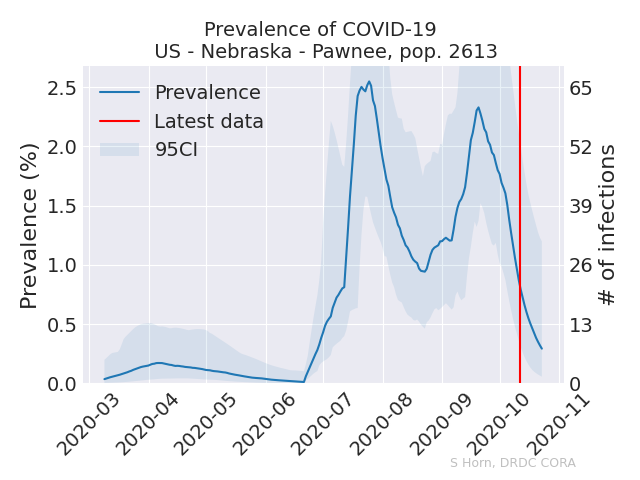 Prevalence of COVID-19
US - Nebraska - Pawnee, pop. 2613
Prevalence
Latest data
95CI
Prevalence (%)
2.5
2.0
1.5
1.0
0.5
0.0
65
52
39
26
13
0
# of infections
2020-03
2020-04
2020-05
2020-06
2020-07
2020-08
2020-09
2020-10
2020-11
S Horn, DRDC CORA